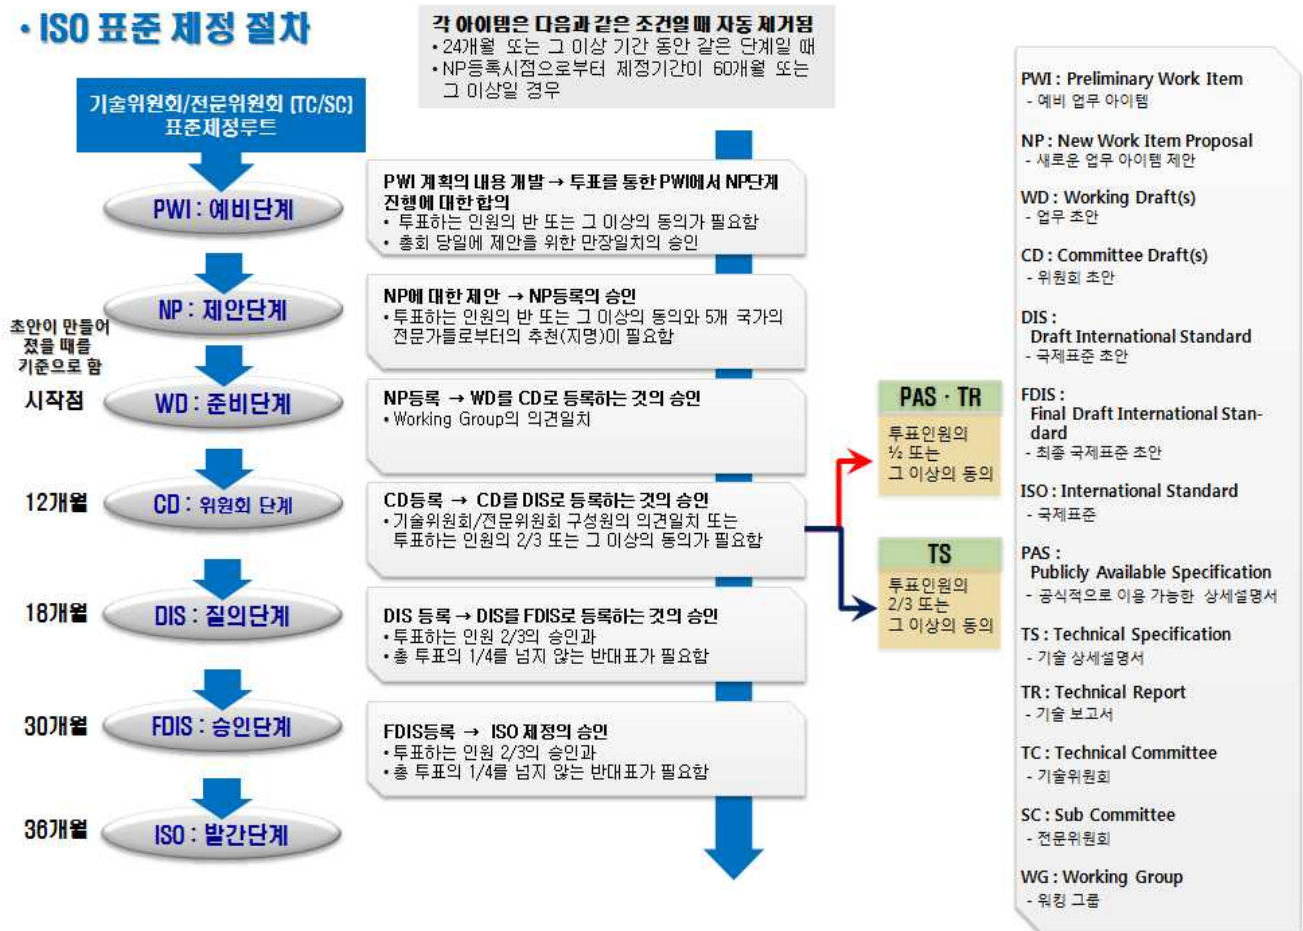 • ISO 표준 제정 절차
각 아이템은 다음과 같은 조건일 때 자동 제거됨
• 24개월 또는 그 이상 기간 동안 같은 단계일 때
• NP등록시점으로부터 제정기간이 60개월 또는
그 이상일 경우
기술위원회/전문위원회 (TC/SC)
표준제정루트
PWI : 예비단계
PWI 계획의 내용 개발 → 투표를 통한 PWI에서 NP단계
진행에 대한 합의
• 투표하는 인원의 반 또는 그 이상의 동의가 필요함
• 총회 당일에 제안을 위한 만장일치의 승인
NP : 제안단계
NP에 대한 제안 → NP등록의 승인
• 투표하는 인원의 반 또는 그 이상의 동의와 5개 국가의
전문가들로부터의 추천(지명)이 필요함
초안이 만들어
졌을 때를
기준으로 함
시작점
WD : 준비단계
NP등록 → WD를 CD로 등록하는 것의 승인
• Working Group의 의견일치
12개월
CD : 위원회 단계
CD등록 → CD를 DIS로 등록하는 것의 승인
• 기술위원회/전문위원회 구성원의 의견일치 또는
투표하는 인원의 2/3 또는 그 이상의 동의가 필요함
18개월
DIS : 질의단계
DIS 등록 → DIS를 FDIS로 등록하는 것의 승인
• 투표하는 인원 2/3의 승인과
• 총 투표의 1/4를 넘지 않는 반대표가 필요함
30개월
FDIS : 승인단계
FDIS등록 → ISO 제정의 승인
• 투표하는 인원 2/3의 승인과
• 총 투표의 1/4를 넘지 않는 반대표가 필요함
36개월
ISO : 발간단계
PAS · TR
투표인원의
½ 또는
그 이상의 동의
TS
투표인원의
2/3 또는
그 이상의 동의
PWI : Preliminary Work Item
- 예비 업무 아이템
NP : New Work Item Proposal
- 새로운 업무 아이템 제안
WD : Working Draft(s)
- 업무 초안
CD : Committee Draft(s)
- 위원회 초안
DIS :
Draft International Standard
- 국제표준 초안
FDIS :
Final Draft International Stan-
dard
- 최종 국제표준 초안
ISO : International Standard
- 국제표준
PAS :
Publicly Available Specification
- 공식적으로 이용 가능한 상세설명서
TS : Technical Specification
- 기술 상세설명서
TR : Technical Report
- 기술 보고서
TC : Technical Committee
- 기술위원회
SC : Sub Committee
- 전문위원회
WG : Working Group
- 워킹 그룹